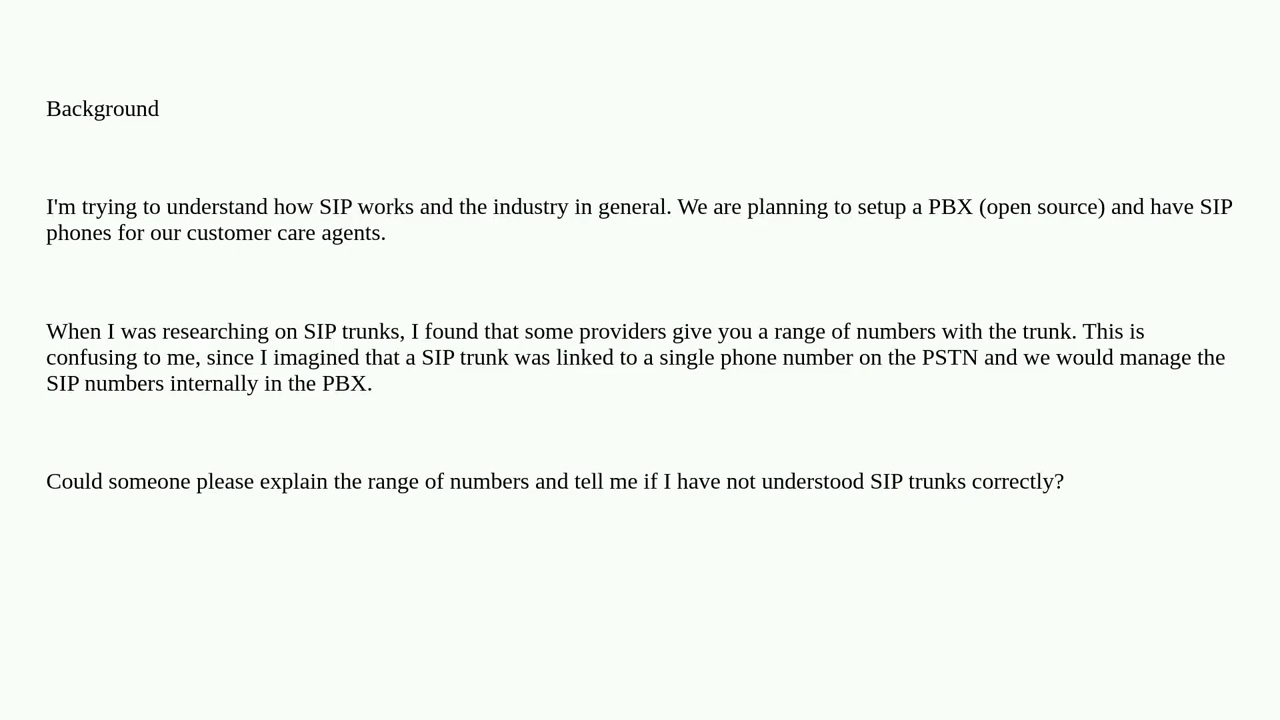 Background
I'm trying to understand how SIP works and the industry in general. We are planning to setup a PBX (open source) and have SIP
phones for our customer care agents.
When I was researching on SIP trunks, I found that some providers give you a range of numbers with the trunk. This is
confusing to me, since I imagined that a SIP trunk was linked to a single phone number on the PSTN and we would manage the
SIP numbers internally in the PBX.
Could someone please explain the range of numbers and tell me if I have not understood SIP trunks correctly?